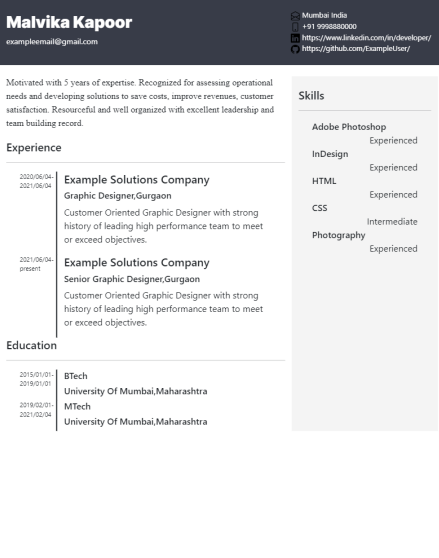 Malvika Kapoor
exampleemail@gmail.com
Mumbai India
+91 9998880000
https://www.linkedin.com/in/developer/
https://github.com/ExampleUser/
Motivated with 5 years of expertise. Recognized for assessing operational
needs and developing solutions to save costs, improve revenues, customer
satisfaction. Resourceful and well organized with excellent leadership and
team building record.
Experience
2020/06/04-
2021/06/04
Example Solutions Company
Graphic Designer,Gurgaon
Customer Oriented Graphic Designer with strong
history of leading high performance team to meet
or exceed objectives.
2021/06/04-
present
Example Solutions Company
Senior Graphic Designer,Gurgaon
Customer Oriented Graphic Designer with strong
history of leading high performance team to meet
or exceed objectives.
Education
2015/01/01-
2019/01/01
BTech
University Of Mumbai,Maharashtra
2019/02/01-
2021/02/04
MTech
University Of Mumbai,Maharashtra
Skills
Adobe Photoshop
Experienced
InDesign
Experienced
HTML
Experienced
CSS
Intermediate
Photography
Experienced